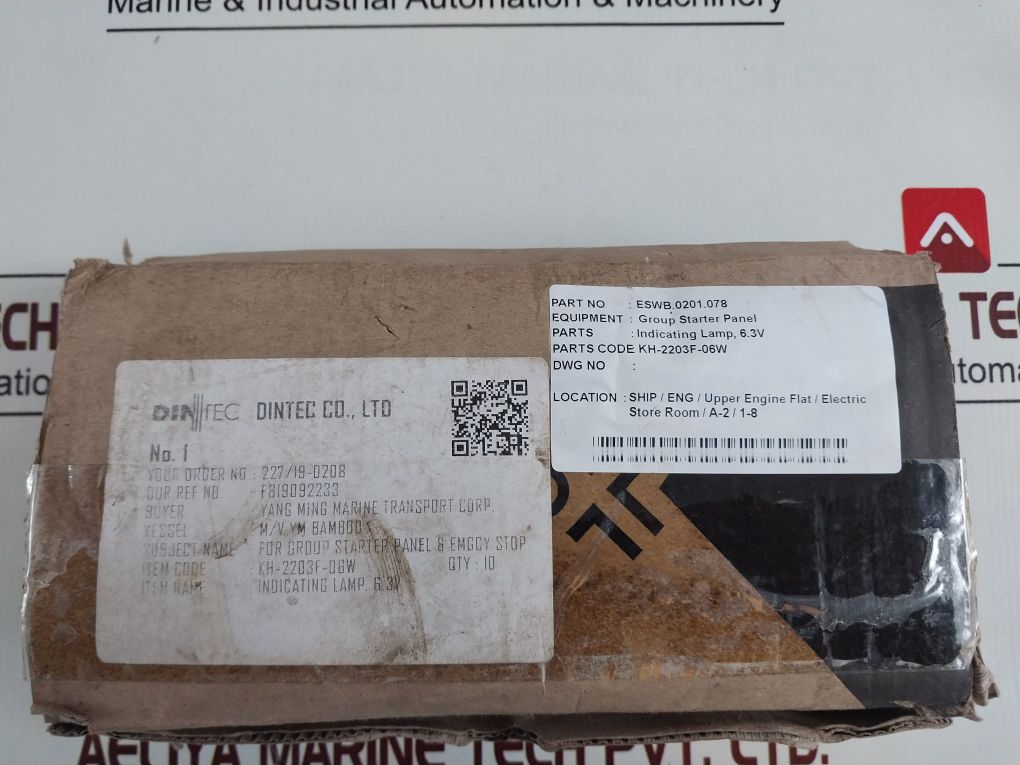 Marine & Industrial Automation & Machinery
ECH
TE
atio
utoma
PART NO : ESWB.0201.078
EQUIPMENT : Group Starter Panel
PARTS : Indicating Lamp, 6.3V
PARTS CODE KH-2203F-06W
DWG NO :
LOCATION : SHIP / ENG / Upper Engine Flat / Electric
Store Room / A-2 / 1-8
DINTEC DINTEC CO., LTD
No. 1
YOUR ORDER NO : 227/19-0208
OUR REF NO. : FB19092233
BUYER : YANG MING MARINE TRANSPORT CORP.
VESSEL : M/V YM BAMBOO
SUBJECT NAME : FOR GROUP STARTER PANEL & EMGCY STOP
ITEM CODE : KH-2203F-06W QTY : 10
ITEM NAME : INDICATING LAMP, 6.3V
AELIYA MARINE TECH PVT. LTD.